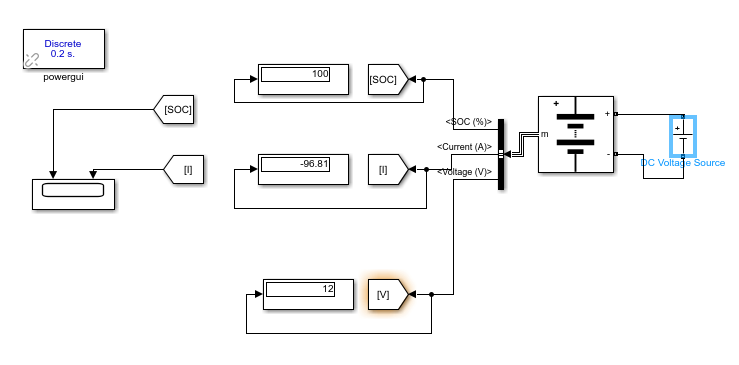 Discrete
0.2 s.
powergui
[SOC]
[I]
100
[SOC]
-96.81
[I]
12
[V]
<SOC (%)>
<Current (A)>
<Voltage (V)>
+
m
+
-
+
DC Voltage Source